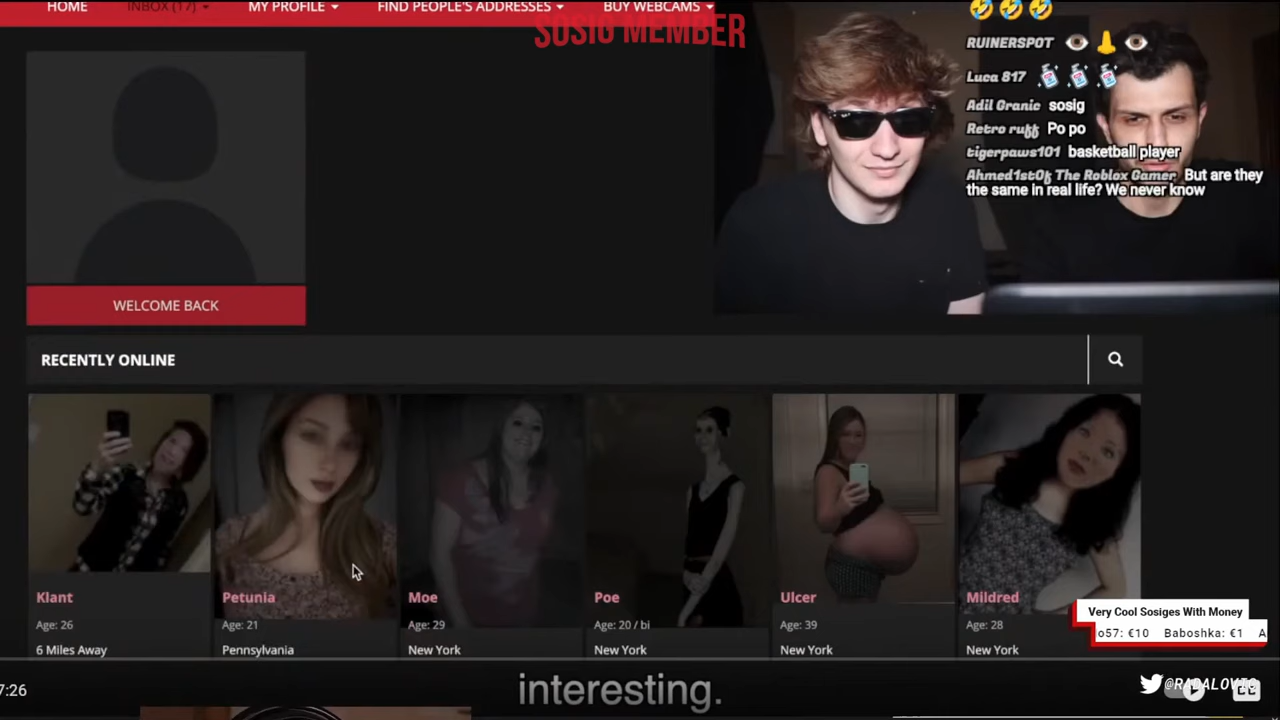 HOME
INBOX (17)
MY PROFILE
FIND PEOPLE'S ADDRESSES
BUY WEBCAMS
SOSIG MEMBER
RUINERSPOT
Luca 817
Adil Granic sosig
Retro ruff Po po
tigerpaws101 basketball player
Ahmed1stOf The Roblox Gamer But are they
the same in real life? We never know
WELCOME BACK
RECENTLY ONLINE
Klant
Age: 26
6 Miles Away
Petunia
Age: 21
Pennsylvania
Moe
Age: 29
New York
Poe
Age: 20 / bi
New York
Ulcer
Age: 39
New York
Mildred
Age: 28
New York
Very Cool Sosiges With Money
o57: €10 Baboshka: €1 A
7:26
interesting.